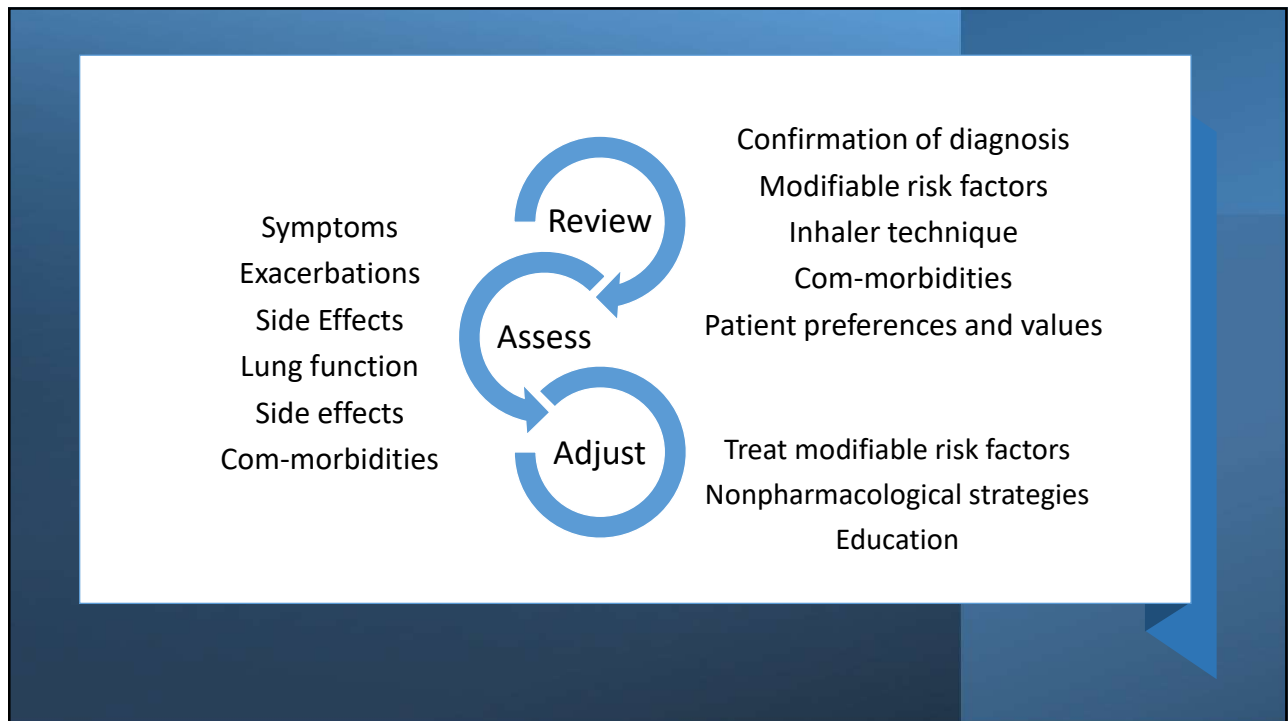 Review
Confirmation of diagnosis
Modifiable risk factors
Inhaler technique
Com-morbidities
Patient preferences and values
Assess
Symptoms
Exacerbations
Side Effects
Lung function
Side effects
Com-morbidities
Adjust
Treat modifiable risk factors
Nonpharmacological strategies
Education